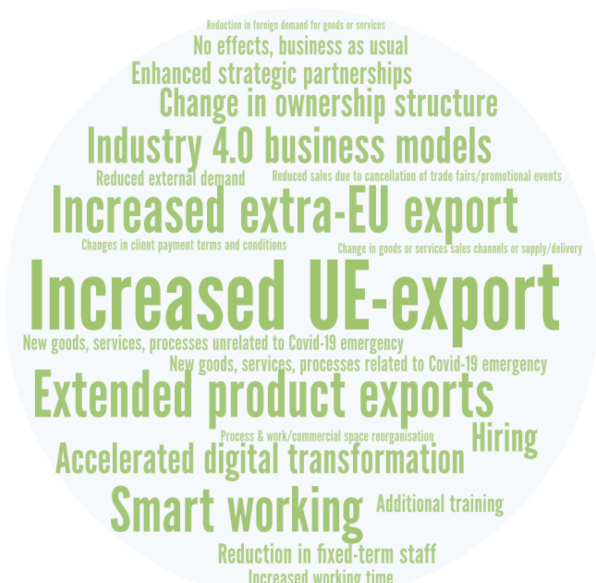 Reduction in foreign demand for goods or services
No effects, business as usual
Enhanced strategic partnerships
Change in ownership structure
Industry 4.0 business models
Reduced external demand
Reduced sales due to cancellation of trade fairs/promotional events
Increased extra-EU export
Changes in client payment terms and conditions
Change in goods or services sales channels or supply/delivery
Increased UE-export
New goods, services, processes unrelated to Covid-19 emergency
New goods, services, processes related to Covid-19 emergency
Extended product exports
Process & work/commercial space reorganisation
Hiring
Accelerated digital transformation
Smart working
Additional training
Reduction in fixed-term staff
Increased working time